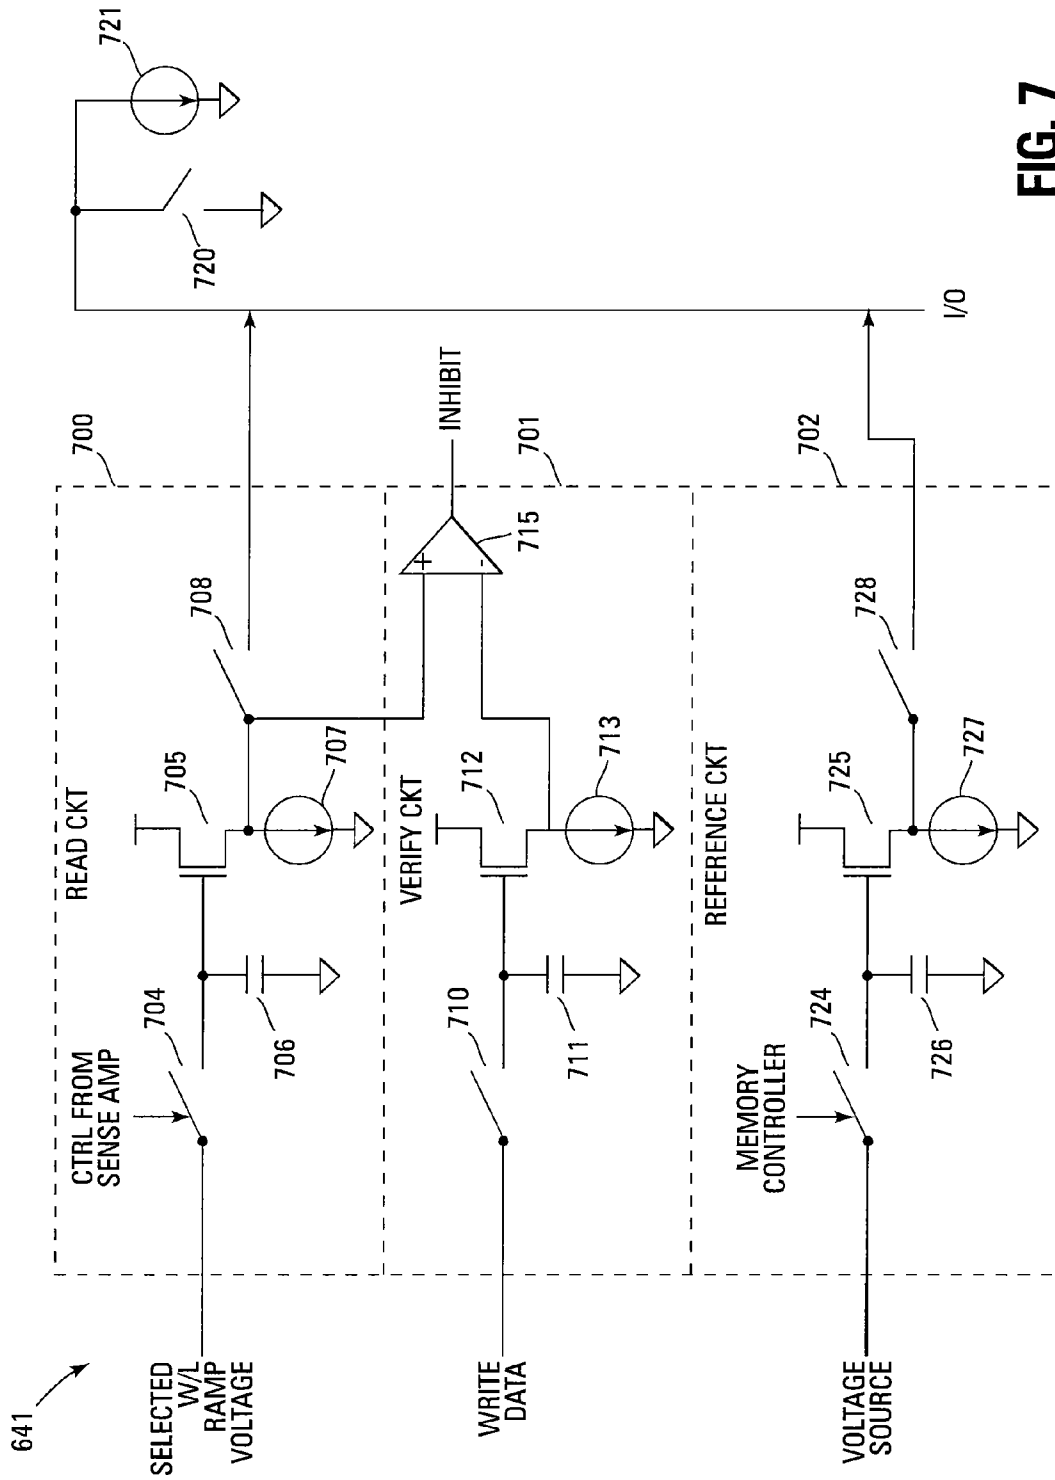 641
SELECTED
W/L
RAMP
VOLTAGE
CTRL FROM
SENSE AMP
704
706
READ CKT
705
707
708
700
WRITE
DATA
710
711
VERIFY CKT
712
713
715
INHIBIT
701
VOLTAGE
SOURCE
MEMORY
CONTROLLER
724
726
REFERENCE CKT
725
727
728
702
720
721
I/O
+
-
FIG. 7